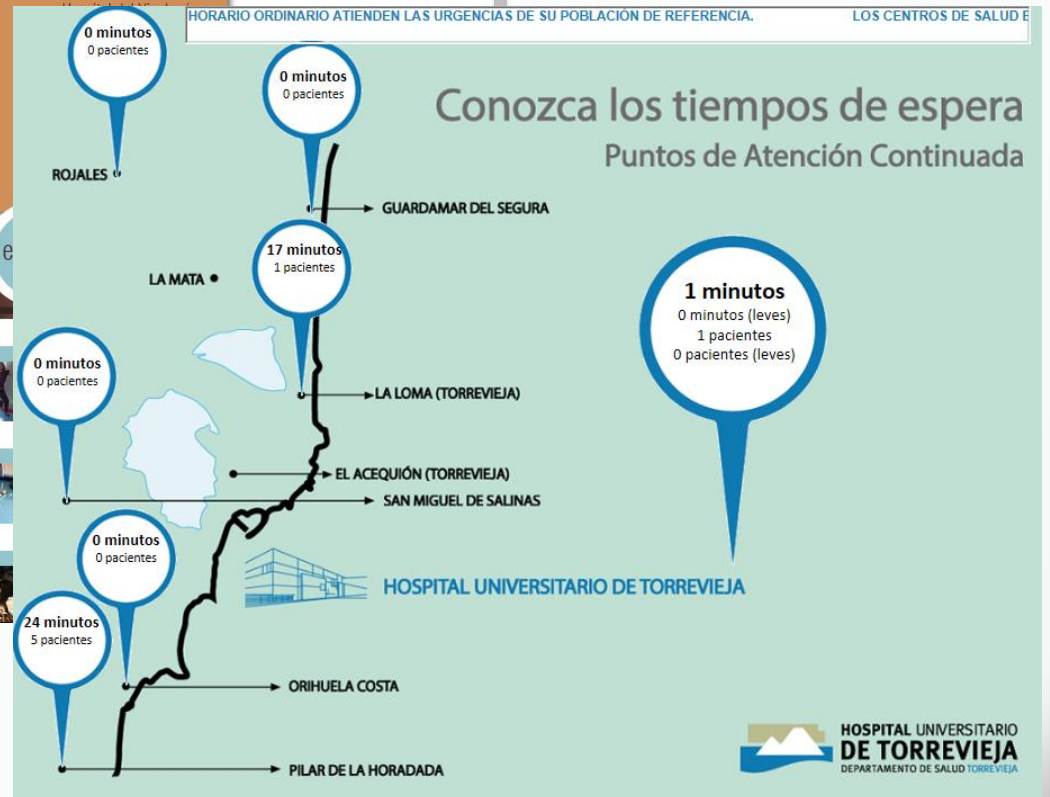 HORARIO ORDINARIO ATIENDEN LAS URGENCIAS DE SU POBLACIÓN DE REFERENCIA. LOS CENTROS DE SALUD E
0 minutos
0 pacientes
0 minutos
0 pacientes
Conozca los tiempos de espera
Puntos de Atención Continuada
ROJALES
GUARDAMAR DEL SEGURA
17 minutos
1 pacientes
LA MATA
1 minutos
0 minutos (leves)
1 pacientes
0 pacientes (leves)
0 minutos
0 pacientes
LA LOMA (TORREVIEJA)
EL ACEQUIÓN (TORREVIEJA)
SAN MIGUEL DE SALINAS
0 minutos
0 pacientes
HOSPITAL UNIVERSITARIO DE TORREVIEJA
24 minutos
5 pacientes
ORIHUELA COSTA
PILAR DE LA HORADADA
HOSPITAL UNIVERSITARIO
DE TORREVIEJA
DEPARTAMENTO DE SALUD TORREVIEJA